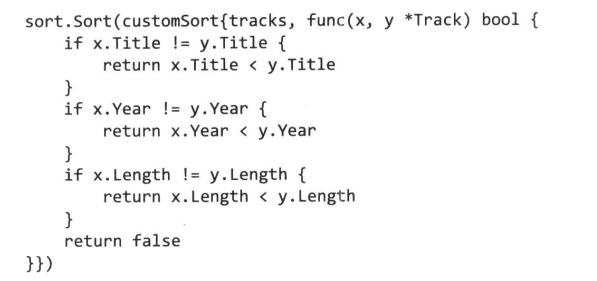 sort.Sort(customSort{tracks, func(x, y *Track) bool {
    if x.Title != y.Title {
        return x.Title < y.Title
    }
    if x.Year != y.Year {
        return x.Year < y.Year
    }
    if x.Length != y.Length {
        return x.Length < y.Length
    }
    return false
}})